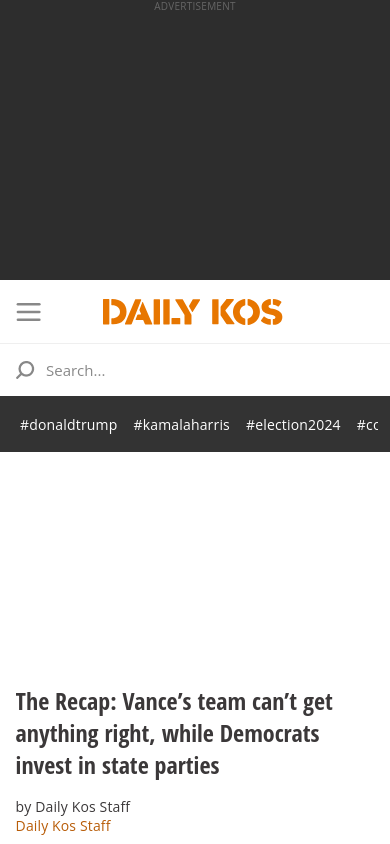 ADVERTISEMENT
DAILY KOS
Search...
#donaldtrump #kamalaharris #election2024
The Recap: Vance’s team can’t get
anything right, while Democrats
invest in state parties
by Daily Kos Staff
Daily Kos Staff